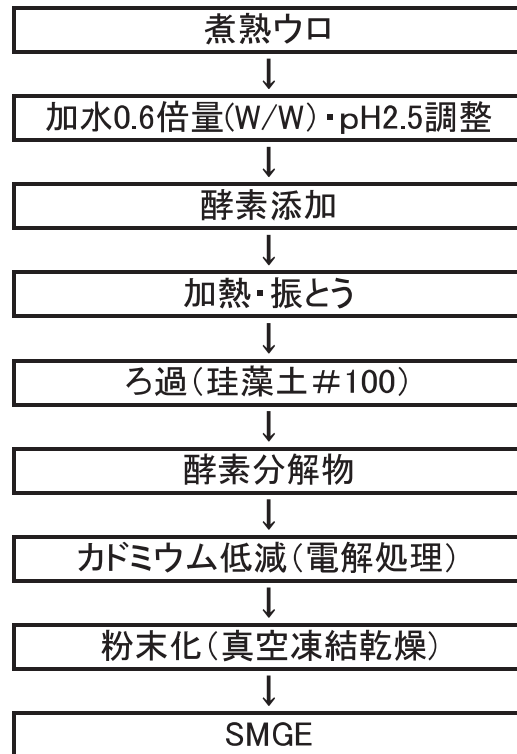 煮熟ウロ
↓
加水0.6倍量(W/W)・pH2.5調整
↓
酵素添加
↓
加熱・振とう
↓
ろ過(珪藻土＃100)
↓
酵素分解物
↓
カドミウム低減(電解処理)
↓
粉末化(真空凍結乾燥)
↓
SMGE